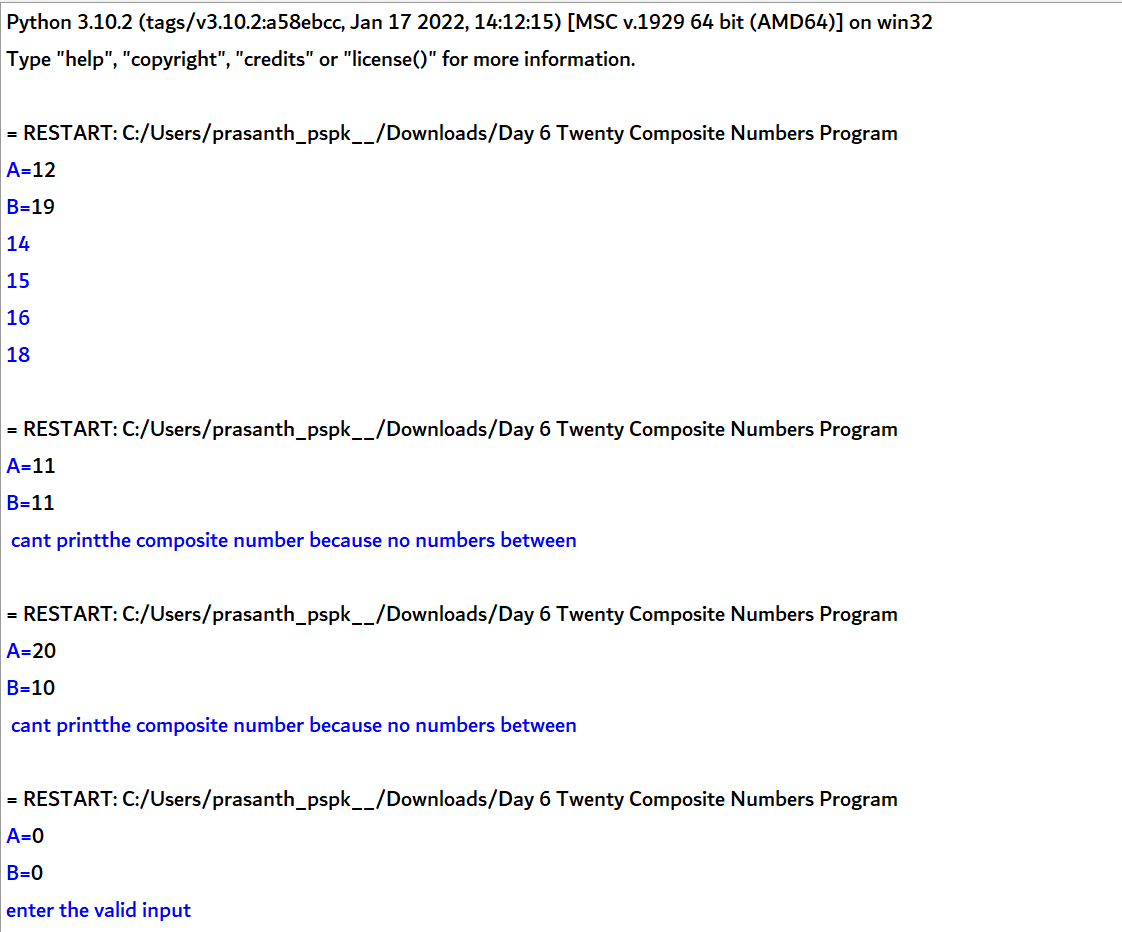 Python 3.10.2 (tags/v3.10.2:a58ebcc, Jan 17 2022, 14:12:15) [MSC v.1929 64 bit (AMD64)] on win32
Type "help", "copyright", "credits" or "license()" for more information.
= RESTART: C:/Users/prasanth_pspk__/Downloads/Day 6 Twenty Composite Numbers Program
A=12
B=19
14
15
16
18
= RESTART: C:/Users/prasanth_pspk__/Downloads/Day 6 Twenty Composite Numbers Program
A=11
B=11
cant printthe composite number because no numbers between
= RESTART: C:/Users/prasanth_pspk__/Downloads/Day 6 Twenty Composite Numbers Program
A=20
B=10
cant printthe composite number because no numbers between
= RESTART: C:/Users/prasanth_pspk__/Downloads/Day 6 Twenty Composite Numbers Program
A=0
B=0
enter the valid input